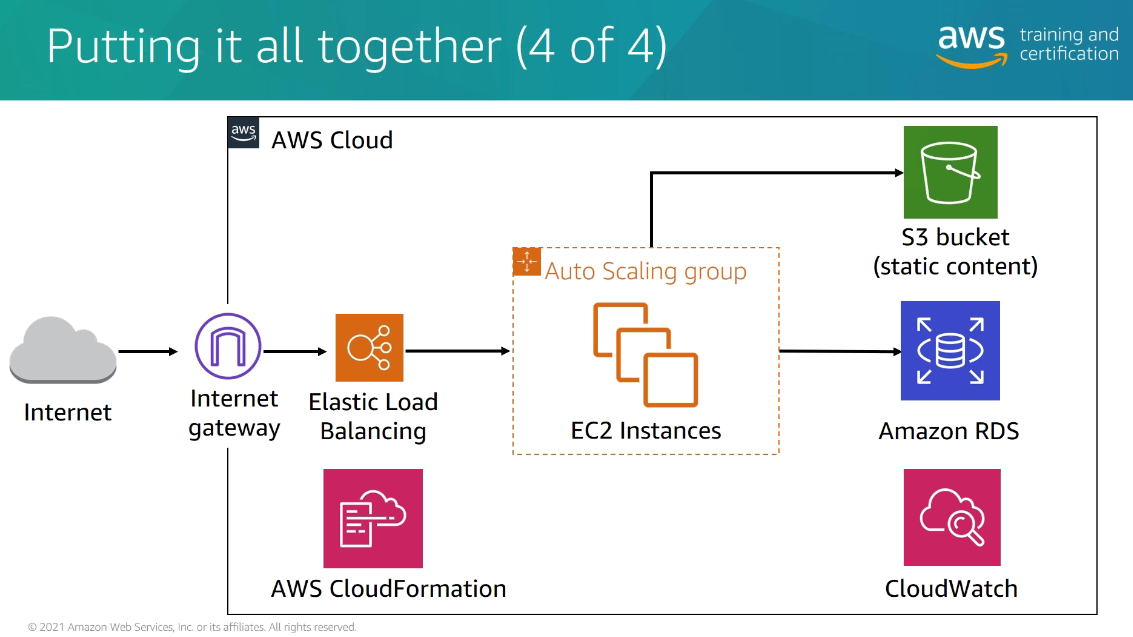 Putting it all together (4 of 4)
aws
training and
certification
aws
AWS Cloud
S3 bucket
(static content)
Auto Scaling group
Internet
Internet
gateway
Elastic Load
Balancing
EC2 Instances
Amazon RDS
AWS CloudFormation
CloudWatch
© 2021 Amazon Web Services, Inc. or its affiliates. All rights reserved.